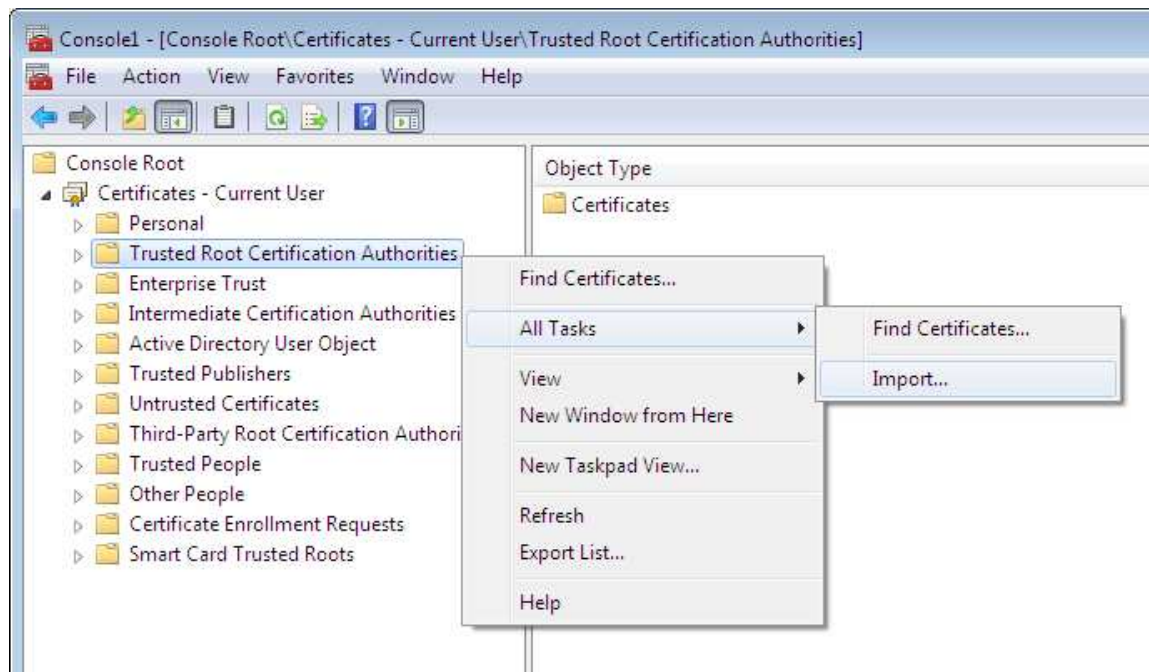 Console1 - [Console Root\Certificates - Current User\Trusted Root Certification Authorities]
File Action View Favorites Window Help
Console Root
Certificates - Current User
Personal
Trusted Root Certification Authorities
Enterprise Trust
Intermediate Certification Authorities
Active Directory User Object
Trusted Publishers
Untrusted Certificates
Third-Party Root Certification Authori
Trusted People
Other People
Certificate Enrollment Requests
Smart Card Trusted Roots
Object Type
Certificates
Find Certificates...
All Tasks
View
New Window from Here
New Taskpad View...
Refresh
Export List...
Help
Find Certificates...
Import...